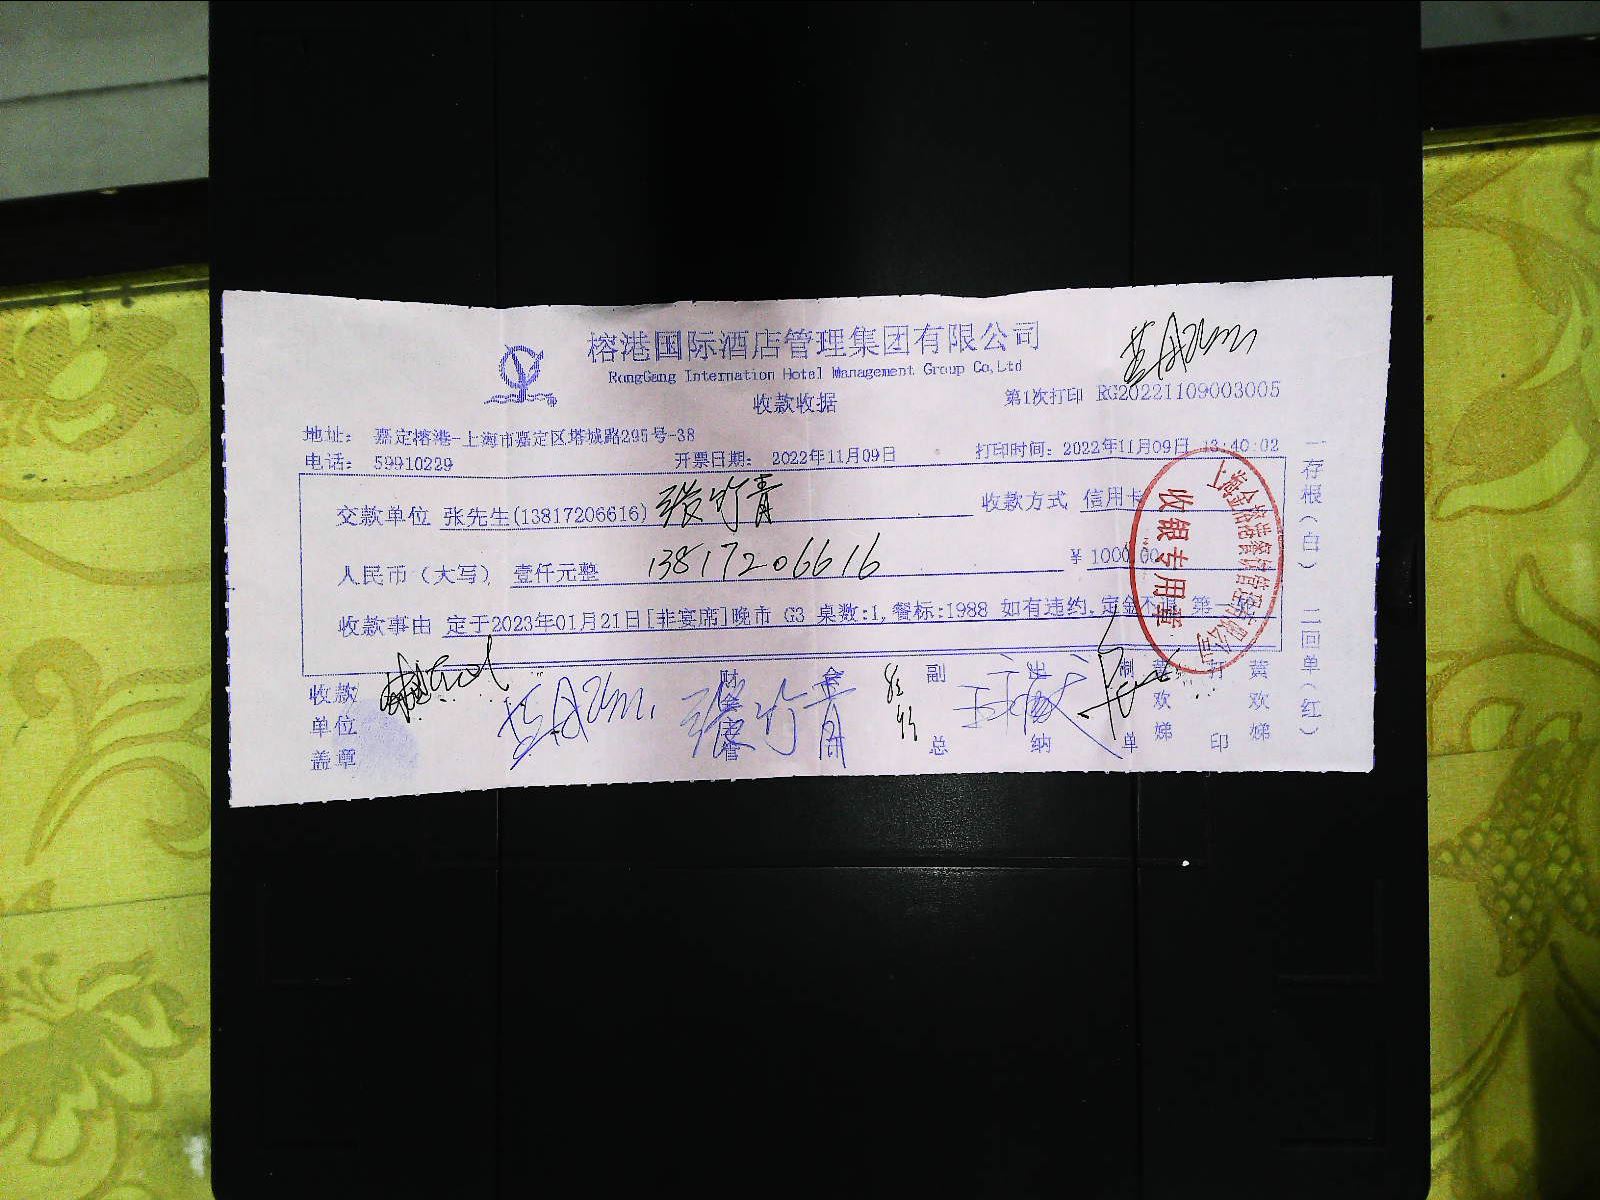 榕港国际酒店管理集团有限公司
RongGang Internation Hotel Management Group Co,Ltd
收款收据
第1次打印 RG20221109003005
地址： 嘉定榕港-上海市嘉定区塔城路295号-38
电话： 59910229 开票日期： 2022年11月09日 打印时间：2022年11月09日 13:40:02
交款单位 张先生(13817206616) 张竹青 收款方式 信用卡
人民币（大写） 壹仟元整 13817206616 ￥1000.00
收款事由 定于2023年01月21日[非宴席]晚市 G3 桌数:1,餐标:1988 如有违约,定金不退 第一
收款单位盖章
张竹青
副总
出纳
制单 黄欢娣
打印 黄欢娣
一存根（白） 二回单（红）
收银专用章